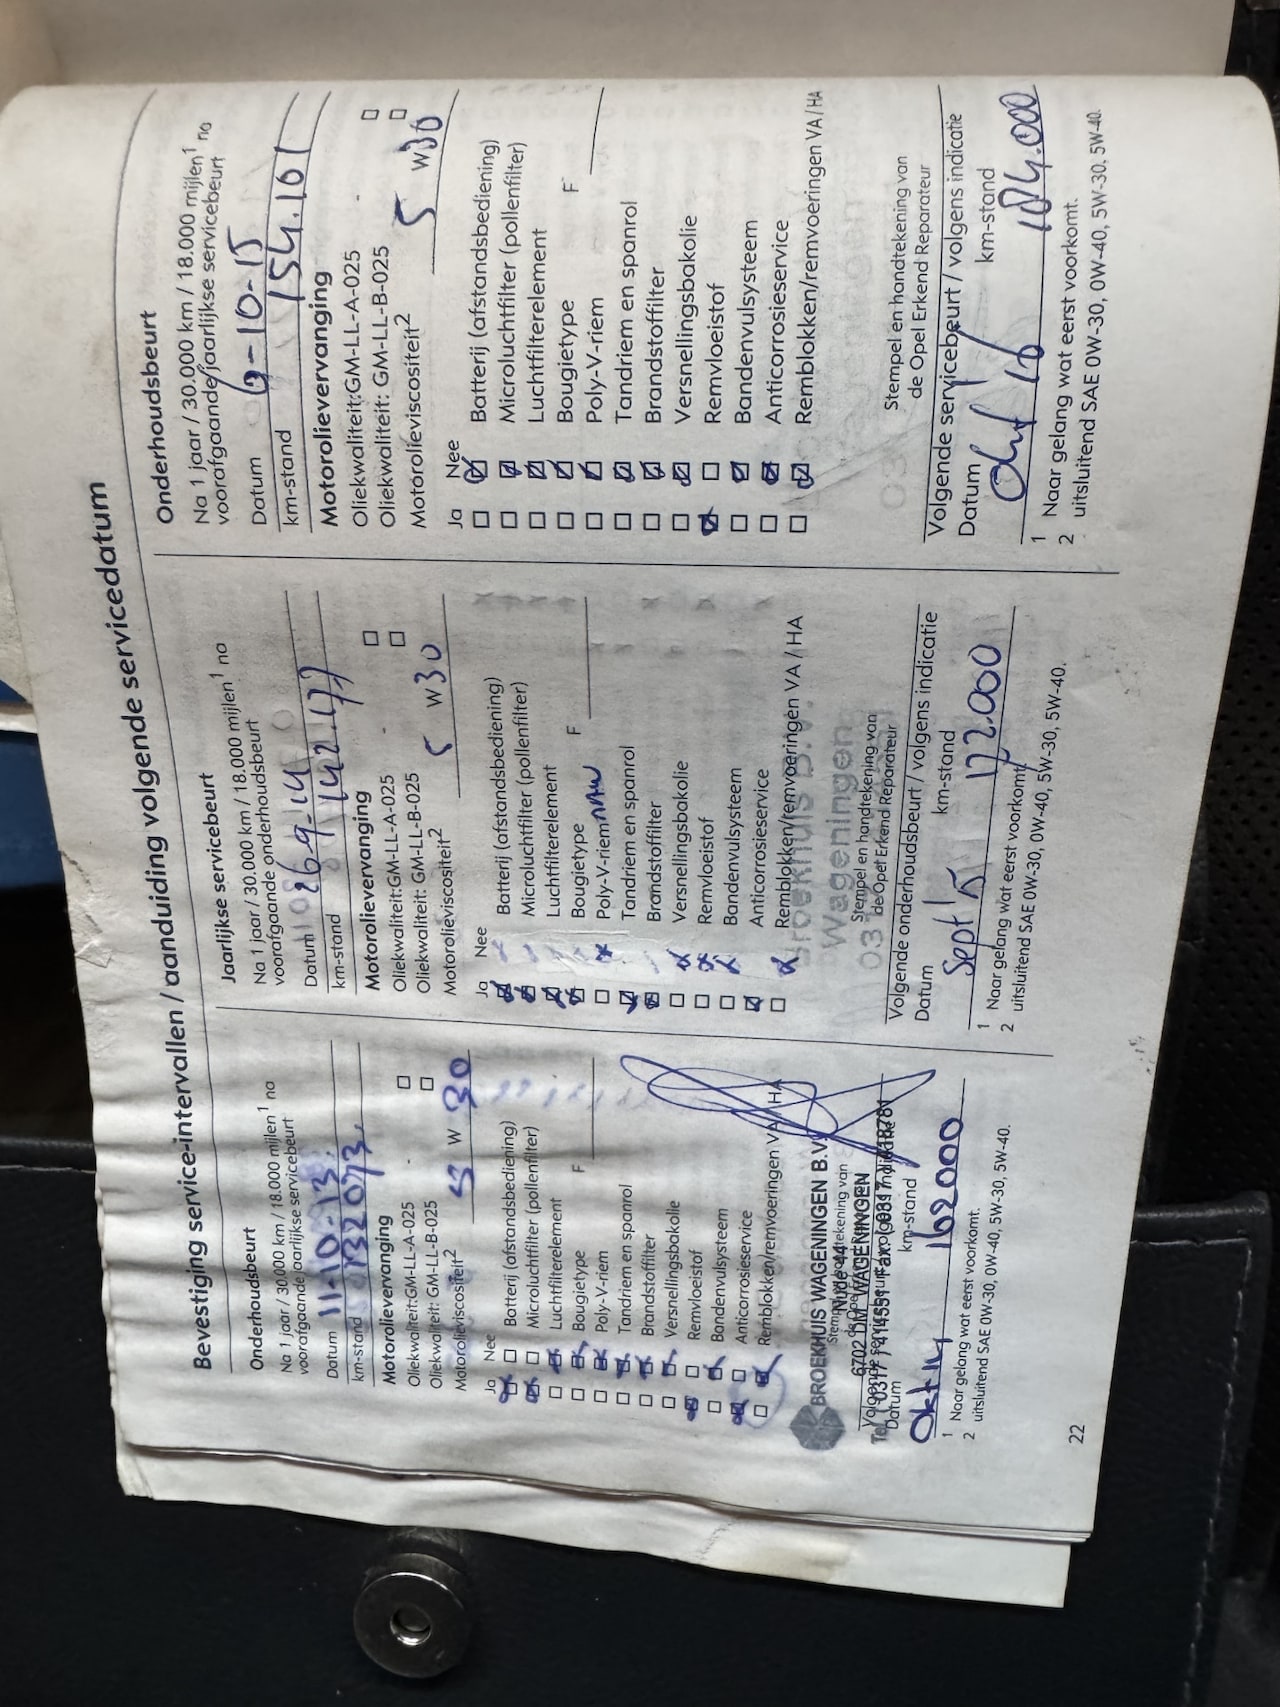 Bevestiging service-intervallen / aanduiding volgende servicedatum
Onderhoudsbeurt
Na 1 jaar / 30.000 km / 18.000 mijlen¹ na
voorafgaande jaarlijkse servicebeurt
Datum 11-10-13.
km-stand 132073.
Motorolievervanging
Oliekwaliteit:GM-LL-A-025
Oliekwaliteit: GM-LL-B-025
Motorolieviscositeit² 5 W 30
Ja Nee
Batterij (afstandsbediening)
Microluchtfilter (pollenfilter)
Luchtfilterelement
Bougietype F
Poly-V-riem
Tandriem en spanrol
Brandstoffilter
Versnellingsbakolie
Remvloeistof
Bandenvulsysteem
Anticorrosieservice
Remblokken/remvoeringen VA / HA
BROEKHUIS WAGENINGEN B.V.
Nude 44
6702 DM WAGENINGEN
Tel. (0317) 414551 Fax. 0317
Datum km-stand
Okt 14 162000
1 Naar gelang wat eerst voorkomt.
2 uitsluitend SAE 0W-30, 0W-40, 5W-30, 5W-40.
22
Jaarlijkse servicebeurt
Na 1 jaar / 30.000 km / 18.000 mijlen¹ na
voorafgaande onderhoudsbeurt
Datum 26-9-14
km-stand 142.177
Motorolievervanging
Oliekwaliteit:GM-LL-A-025
Oliekwaliteit: GM-LL-B-025
Motorolieviscositeit² 5 W 30
Ja Nee
Batterij (afstandsbediening)
Microluchtfilter (pollenfilter)
Luchtfilterelement
Bougietype F
Poly-V-riem
Tandriem en spanrol
Brandstoffilter
Versnellingsbakolie
Remvloeistof
Bandenvulsysteem
Anticorrosieservice
Remblokken/remvoeringen VA / HA
Stempel en handtekening van
de Opel Erkend Reparateur
Volgende onderhoudsbeurt / volgens indicatie
Datum km-stand
Sept 15 172.000
1 Naar gelang wat eerst voorkomt.
2 uitsluitend SAE 0W-30, 0W-40, 5W-30, 5W-40.
Onderhoudsbeurt
Na 1 jaar / 30.000 km / 18.000 mijlen¹ na
voorafgaande jaarlijkse servicebeurt
Datum 6-10-15
km-stand 154.101
Motorolievervanging
Oliekwaliteit:GM-LL-A-025
Oliekwaliteit: GM-LL-B-025
Motorolieviscositeit² 5 W 30
Ja Nee
Batterij (afstandsbediening)
Microluchtfilter (pollenfilter)
Luchtfilterelement
Bougietype F
Poly-V-riem
Tandriem en spanrol
Brandstoffilter
Versnellingsbakolie
Remvloeistof
Bandenvulsysteem
Anticorrosieservice
Remblokken/remvoeringen VA / HA
Stempel en handtekening van
de Opel Erkend Reparateur
Volgende servicebeurt / volgens indicatie
Datum km-stand
Okt 16 184.000
1 Naar gelang wat eerst voorkomt.
2 uitsluitend SAE 0W-30, 0W-40, 5W-30, 5W-40.